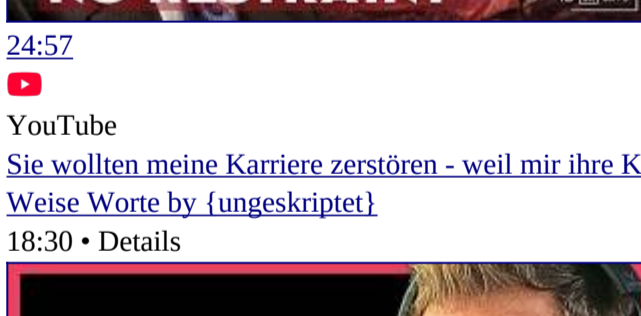 24:57
YouTube
Sie wollten meine Karriere zerstören - weil mir ihre K
Weise Worte by {ungeskriptet}
18:30 • Details